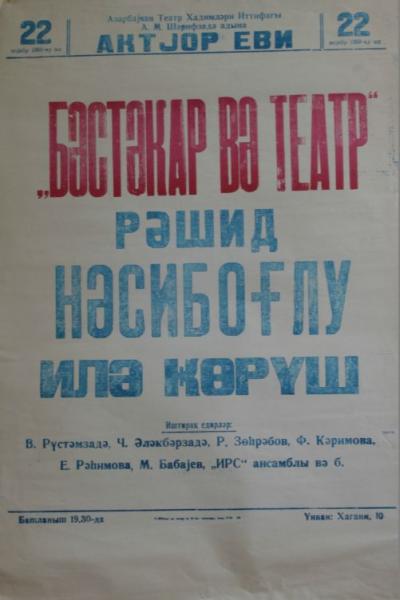 22
Азәрбајҹан Театр Хадимләри Иттифагы
А. М. Шәрифзадә адына
АКТЈОР ЕВИ
22
„БӘСТӘКАР ВӘ ТЕАТР“
РӘШИД
НӘСИБОҒЛУ
ИЛӘ ҜӨРҮШ
Иштирак едирләр:
В. Рүстәмзадә, Ч. Әләкбәрзадә, Р. Зөһрабов, Ф. Кәримова,
Е. Рәһимова, М. Бабајев, „ИРС“ ансамблы вә б.
Башланыш 19,30-да
Үнван: Хагани, 10